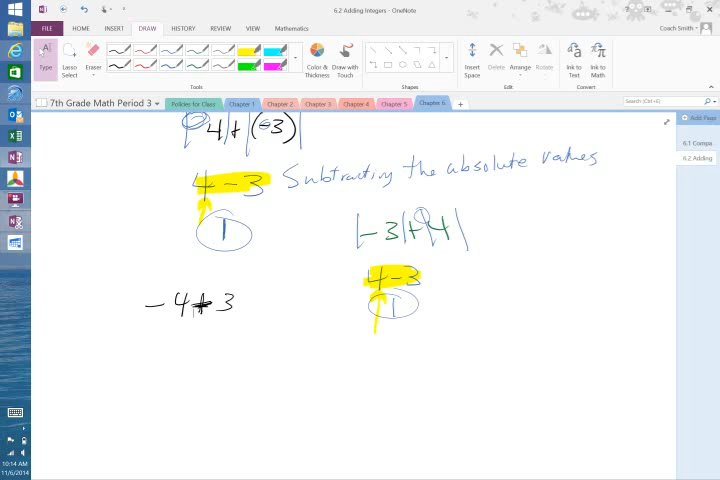 6.2 Adding Integers - OneNote
FILE HOME INSERT DRAW HISTORY REVIEW VIEW Mathematics
Coach Smith
Type Lasso Select Eraser Color & Thickness Draw with Touch Insert Space Delete Arrange Rotate Ink to Text Ink to Math
Tools Shapes Edit Convert
7th Grade Math Period 3 Policies for Class Chapter 1 Chapter 2 Chapter 3 Chapter 4 Chapter 5 Chapter 6 + Search (Ctrl+E)
Add Page
6.1 Compa
6.2 Adding
|-4|+|(-3)|
4-3 Subtracting the absolute values
1
|-3|+|4|
4-3
1
-4+3
10:14 AM
11/6/2014